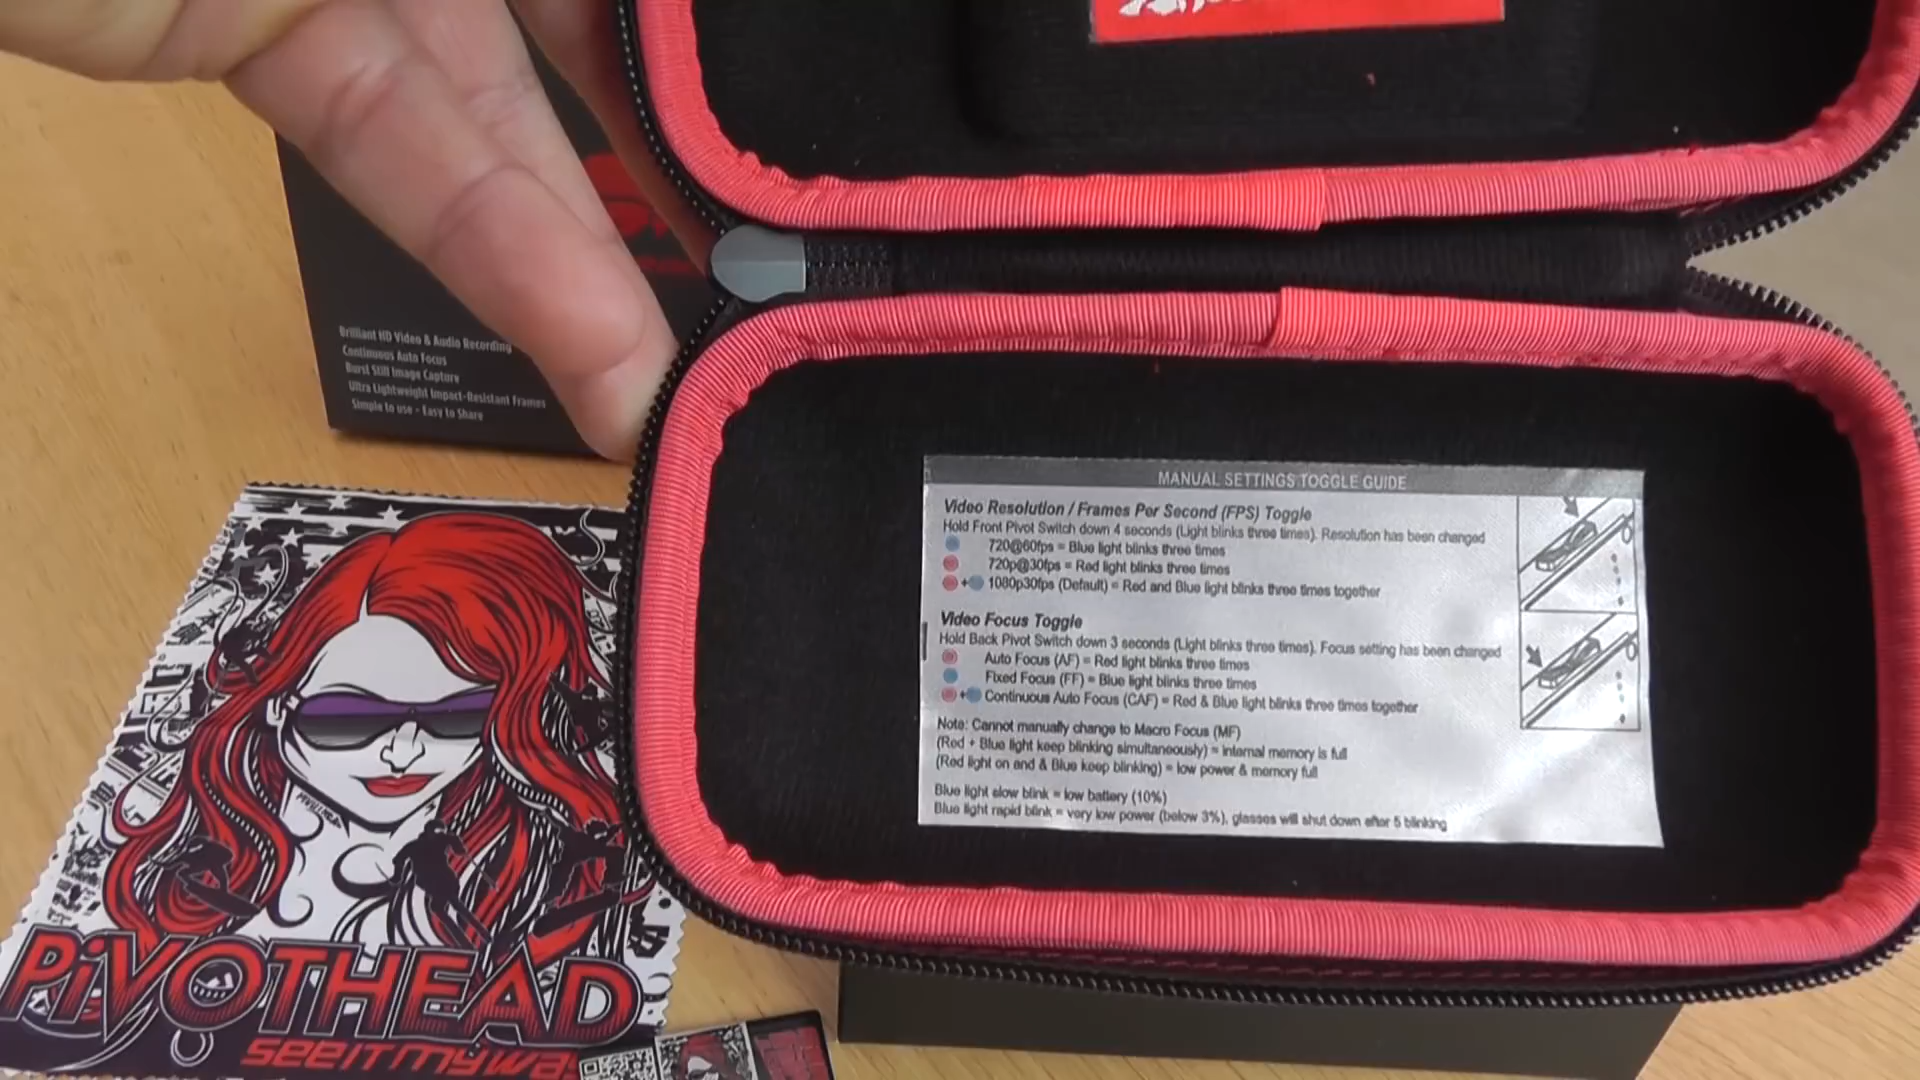 Brilliant HD Video & Audio Recording
Continuous Auto Focus
Burst Still Image Capture
Ultra Lightweight Impact-Resistant Frames
Simple to use - Easy to Share
MANUAL SETTINGS TOGGLE GUIDE
Video Resolution / Frames Per Second (FPS) Toggle
Hold Front Pivot Switch down 4 seconds (Light blinks three times). Resolution has been changed
720@60fps = Blue light blinks three times
720p@30fps = Red light blinks three times
+ 1080p30fps (Default) = Red and Blue light blinks three times together
Video Focus Toggle
Hold Back Pivot Switch down 3 seconds (Light blinks three times). Focus setting has been changed
Auto Focus (AF) = Red light blinks three times
Fixed Focus (FF) = Blue light blinks three times
+ Continuous Auto Focus (CAF) = Red & Blue light blinks three times together
Note: Cannot manually change to Macro Focus (MF)
(Red + Blue light keep blinking simultaneously) = internal memory is full
(Red light on and & Blue keep blinking) = low power & memory full
Blue light slow blink = low battery (10%)
Blue light rapid blink = very low power (below 3%), glasses will shut down after 5 blinking
PiVOTHEAD
SEE IT MY WA